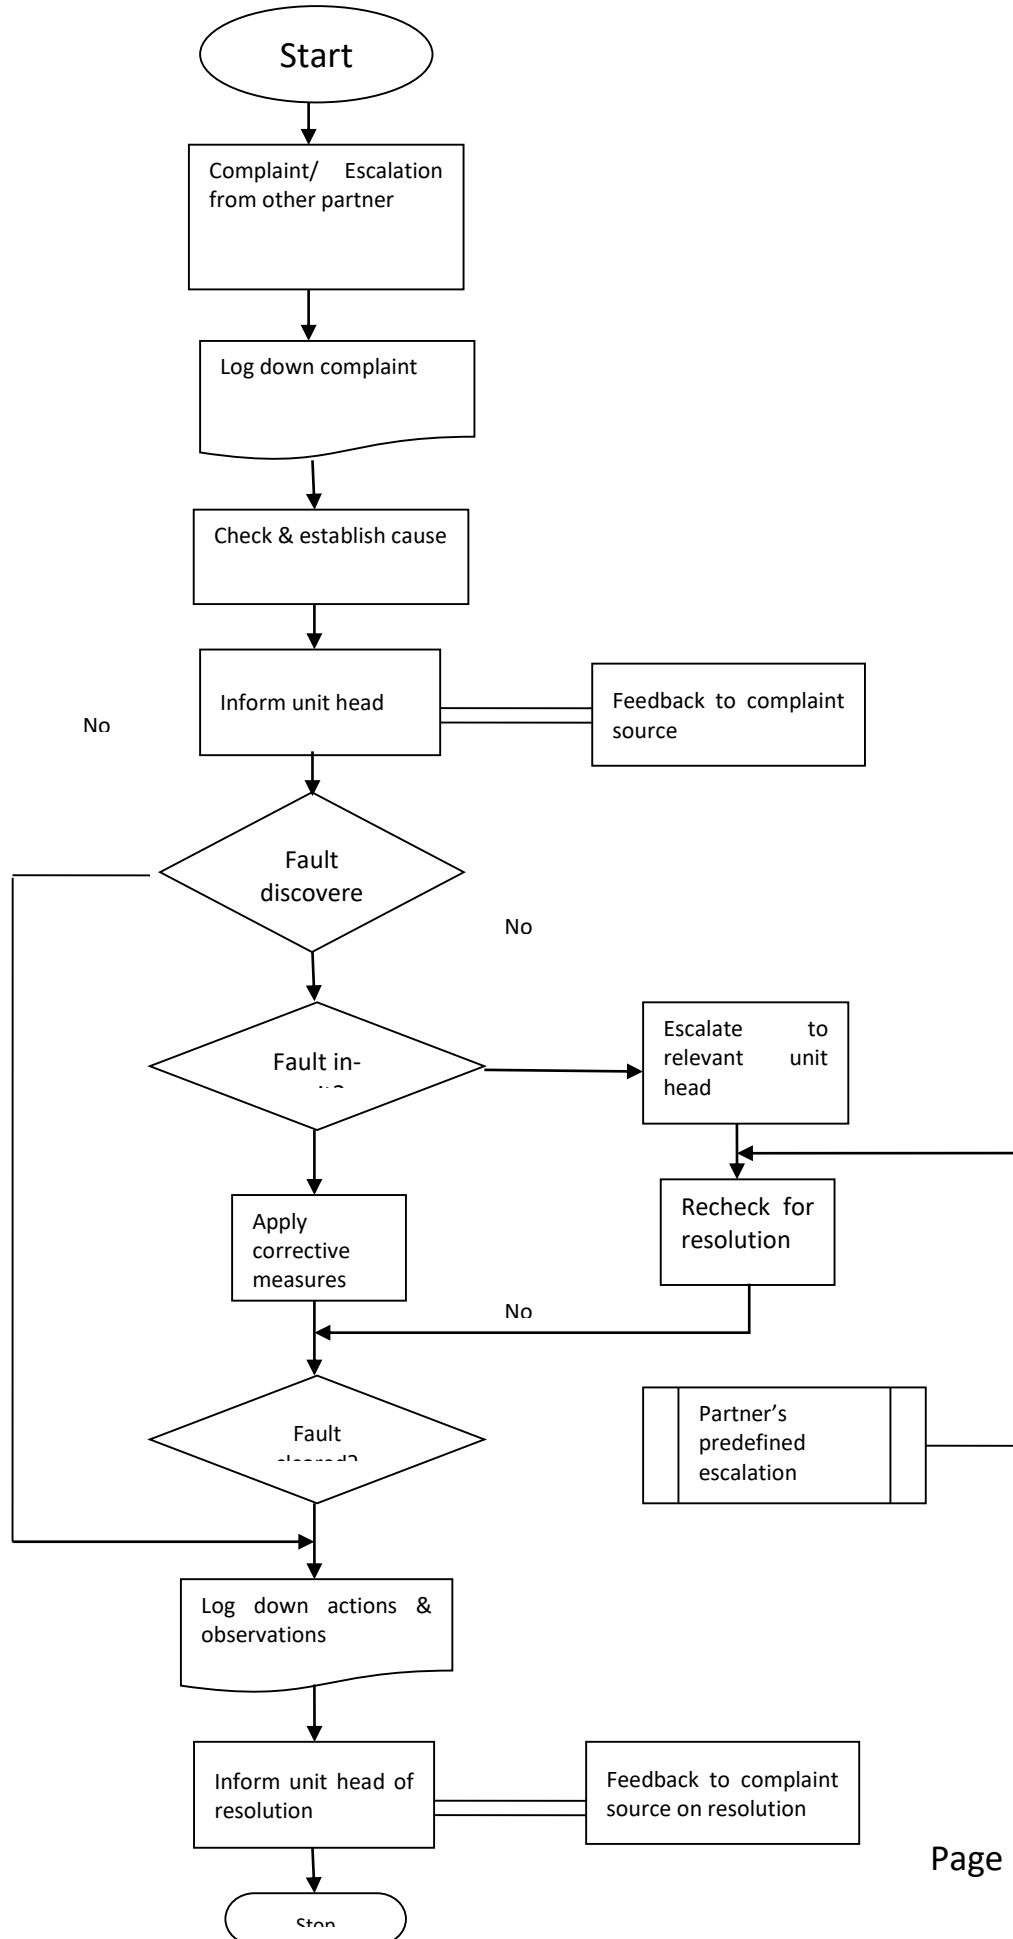 Start
Complaint/ Escalation
from other partner
Log down complaint
Check & establish cause
Inform unit head
Feedback to complaint
source
No
Fault
discovere
No
Fault in-
Escalate to
relevant unit
head
Apply
corrective
measures
Recheck for
resolution
No
Fault
cleared?
Partner's
predefined
escalation
Log down actions &
observations
Inform unit head of
resolution
Feedback to complaint
source on resolution
Page
Stop